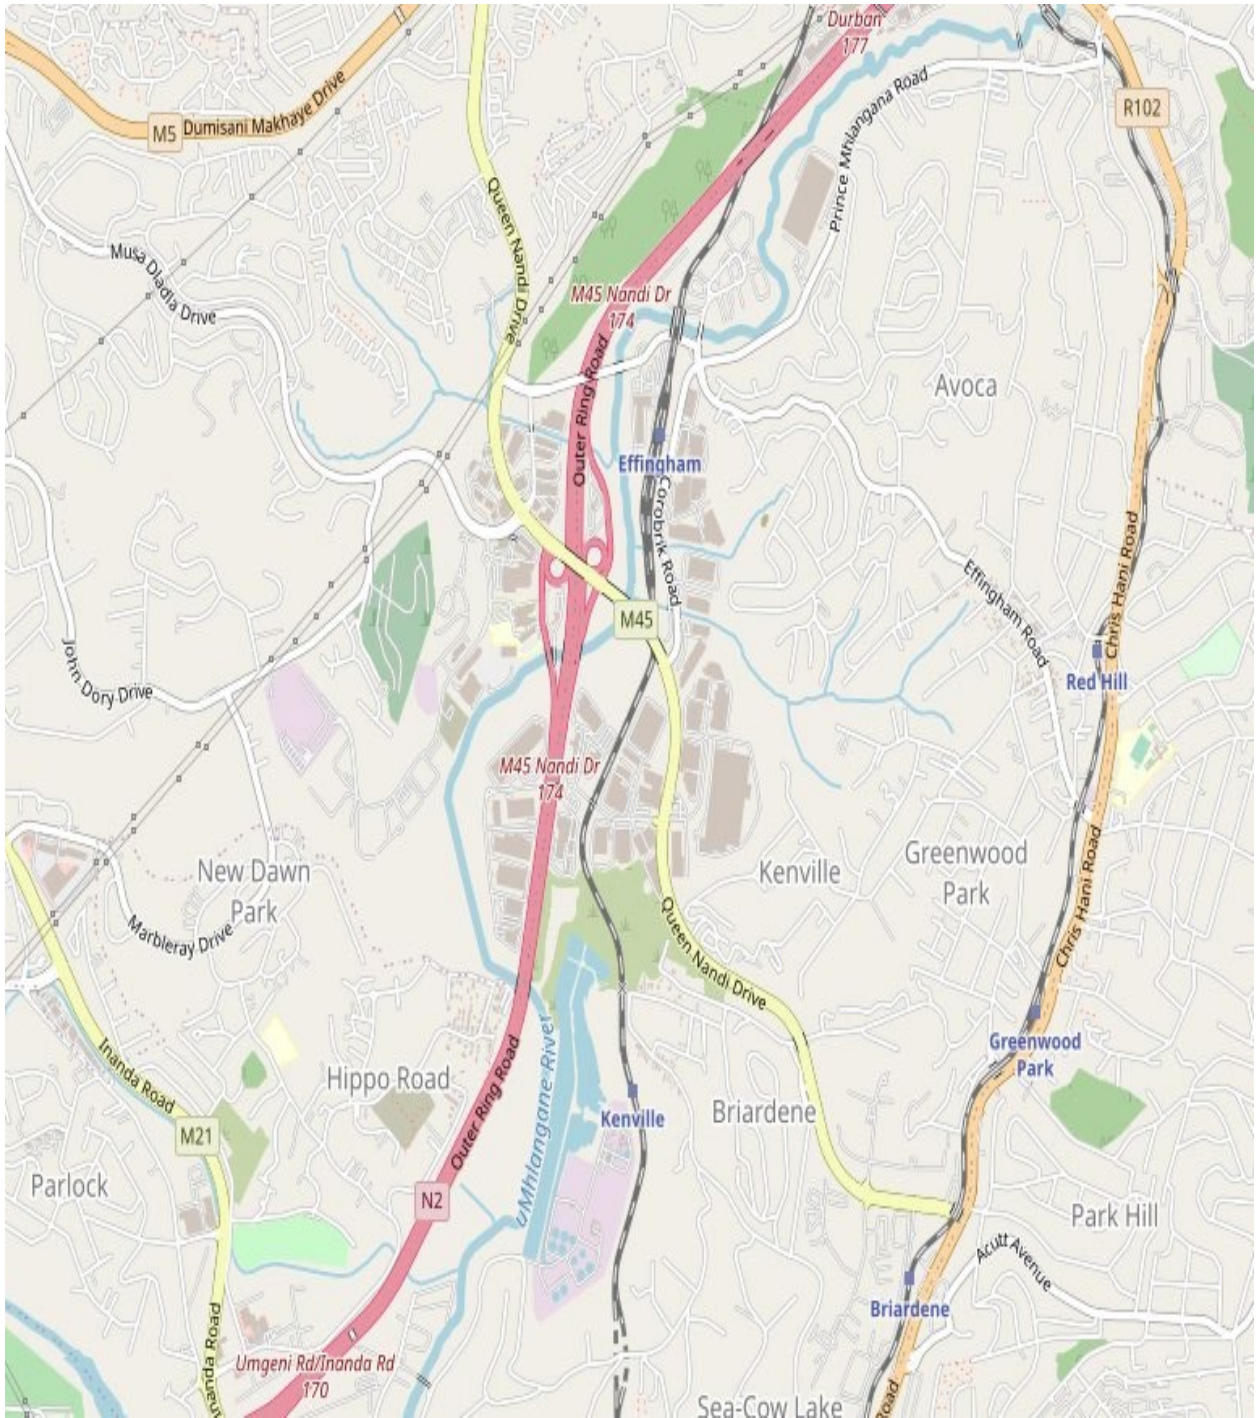 Durban
177
R102
M5
Dumisani Makhaye Drive
Prince Mhlangana Road
Queen Nandi Drive
Musa Dladla Drive
M45 Nandi Dr
174
Outer Ring Road
Avoca
Effingham
Corobrik Road
Chris Hani Road
Effingham Road
M45
John Dory Drive
Red Hill
M45 Nandi Dr
174
New Dawn
Park
Kenville
Greenwood
Park
Marbleray Drive
Chris Hani Road
Queen Nandi Drive
Inanda Road
Hippo Road
Outer Ring Road
uMhlangane River
Greenwood
Park
Kenville
Briardene
M21
Parlock
N2
Park Hill
Acutt Avenue
Briardene
Inanda Road
Umgeni Rd/Inanda Rd
170
Sea-Cow Lake
Road